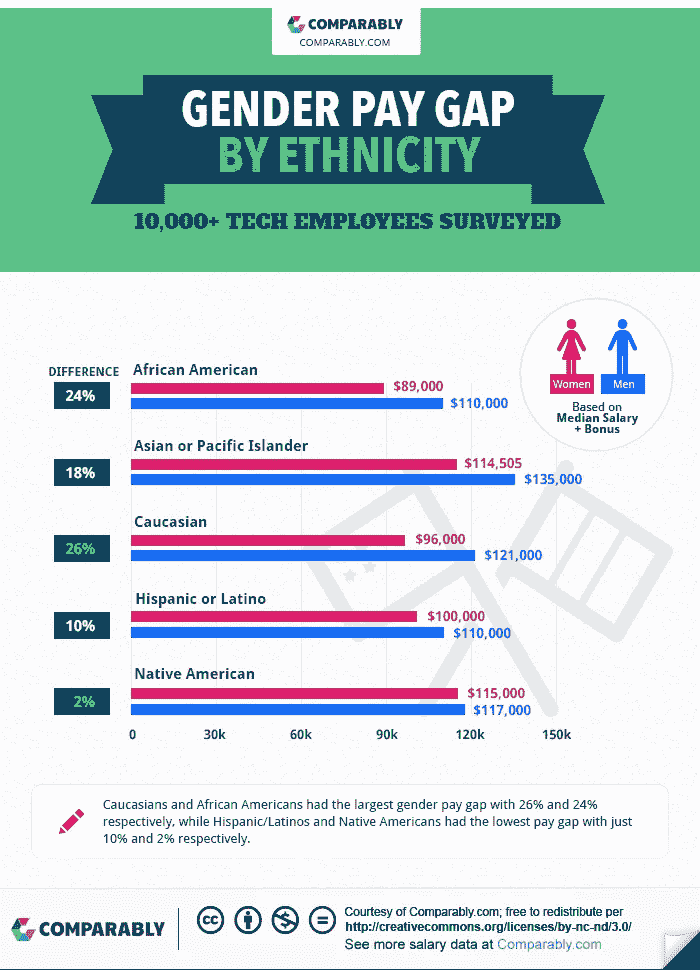 COMPARABLY
COMPARABLY.COM
GENDER PAY GAP
BY ETHNICITY
10,000+ TECH EMPLOYEES SURVEYED
Women Men
Based on
Median Salary
+ Bonus
DIFFERENCE
African American
24%
$89,000
$110,000
Asian or Pacific Islander
18%
$114,505
$135,000
Caucasian
26%
$96,000
$121,000
Hispanic or Latino
10%
$100,000
$110,000
Native American
2%
$115,000
$117,000
0 30k 60k 90k 120k 150k
Caucasians and African Americans had the largest gender pay gap with 26% and 24%
respectively, while Hispanic/Latinos and Native Americans had the lowest pay gap with just
10% and 2% respectively.
COMPARABLY
cc
Courtesy of Comparably.com; free to redistribute per
http://creativecommons.org/licenses/by-nc-nd/3.0/
See more salary data at Comparably.com